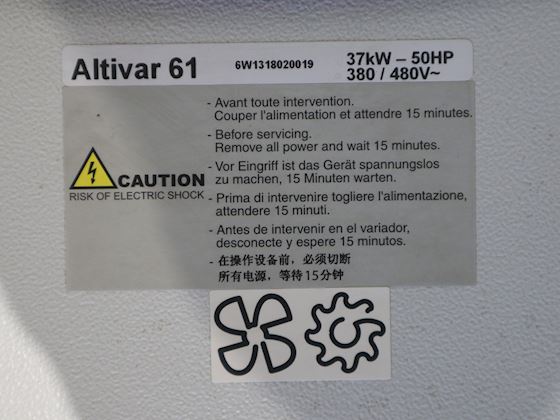 Altivar 61 6W1318020019 37kW – 50HP
380 / 480V~
- Avant toute intervention.
Couper l'alimentation et attendre 15 minutes.
- Before servicing.
Remove all power and wait 15 minutes.
- Vor Eingriff ist das Gerät spannungslos
zu machen, 15 Minuten warten.
CAUTION
RISK OF ELECTRIC SHOCK
- Prima di intervenire togliere l'alimentazione,
attendere 15 minuti.
- Antes de intervenir en el variador,
desconecte y espere 15 minutos.
- 在操作设备前，必须切断
所有电源，等待15分钟